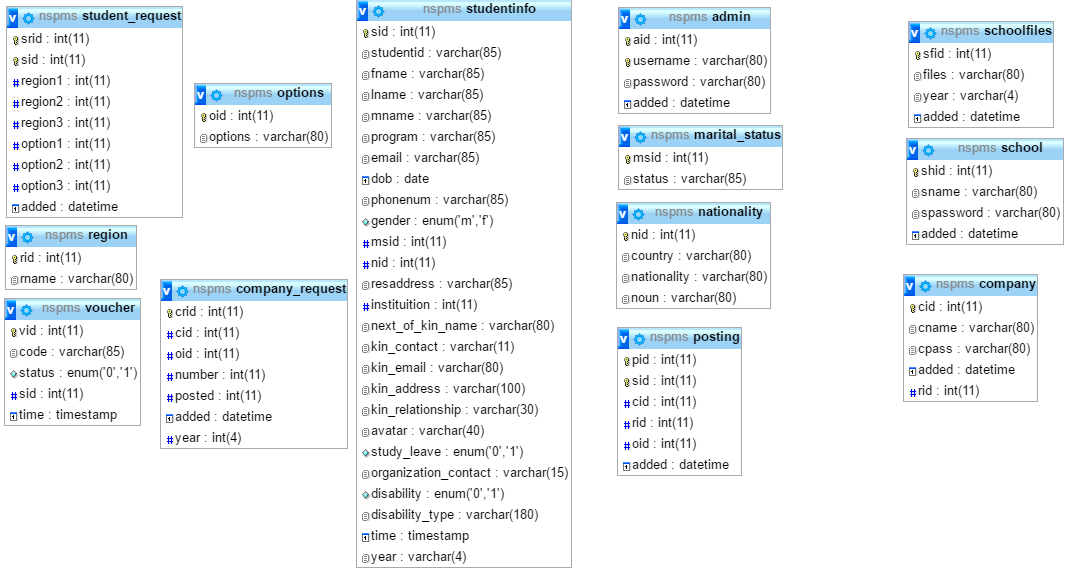 v nspms student_request
srid : int(11)
sid : int(11)
#region1 : int(11)
#region2 : int(11)
#region3 : int(11)
#option1 : int(11)
#option2 : int(11)
#option3 : int(11)
added : datetime
v nspms region
rid : int(11)
rname : varchar(80)
v nspms voucher
vid : int(11)
code : varchar(85)
status : enum('0','1')
#sid : int(11)
time : timestamp
v nspms options
oid : int(11)
options : varchar(80)
v nspms company_request
crid : int(11)
#cid : int(11)
#oid : int(11)
#number : int(11)
#posted : int(11)
added : datetime
#year : int(4)
v nspms studentinfo
sid : int(11)
studentid : varchar(85)
fname : varchar(85)
lname : varchar(85)
mname : varchar(85)
program : varchar(85)
email : varchar(85)
dob : date
phonenum : varchar(85)
gender : enum('m','f')
#msid : int(11)
#nid : int(11)
resaddress : varchar(85)
#instituition : int(11)
next_of_kin_name : varchar(80)
kin_contact : varchar(11)
kin_email : varchar(80)
kin_address : varchar(100)
kin_relationship : varchar(30)
avatar : varchar(40)
study_leave : enum('0','1')
organization_contact : varchar(15)
disability : enum('0','1')
disability_type : varchar(180)
time : timestamp
year : varchar(4)
v nspms admin
aid : int(11)
username : varchar(80)
password : varchar(80)
added : datetime
v nspms marital_status
msid : int(11)
status : varchar(85)
v nspms nationality
nid : int(11)
country : varchar(80)
nationality : varchar(80)
noun : varchar(80)
v nspms posting
pid : int(11)
sid : int(11)
#cid : int(11)
#rid : int(11)
#oid : int(11)
added : datetime
v nspms schoolfiles
sfid : int(11)
files : varchar(80)
year : varchar(4)
added : datetime
v nspms school
shid : int(11)
sname : varchar(80)
spassword : varchar(80)
added : datetime
v nspms company
cid : int(11)
cname : varchar(80)
cpass : varchar(80)
added : datetime
#rid : int(11)